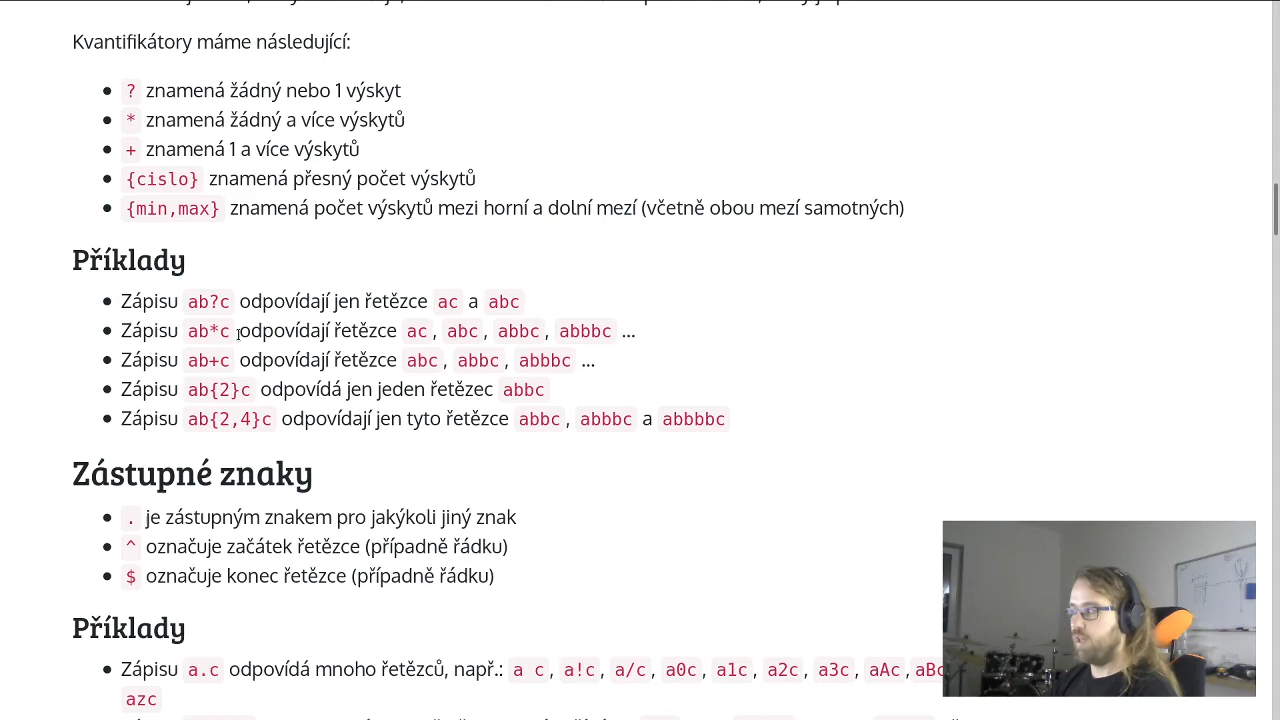 Kvantifikátory máme následující:
? znamená žádný nebo 1 výskyt
* znamená žádný a více výskytů
+ znamená 1 a více výskytů
{cislo} znamená přesný počet výskytů
{min,max} znamená počet výskytů mezi horní a dolní mezí (včetně obou mezí samotných)
Příklady
Zápisu ab?c odpovídají jen řetězce ac a abc
Zápisu ab*c odpovídají řetězce ac, abc, abbc, abbbc ...
Zápisu ab+c odpovídají řetězce abc, abbc, abbbc ...
Zápisu ab{2}c odpovídá jen jeden řetězec abbc
Zápisu ab{2,4}c odpovídají jen tyto řetězce abbc, abbbc a abbbbc
Zástupné znaky
. je zástupným znakem pro jakýkoli jiný znak
^ označuje začátek řetězce (případně řádku)
$ označuje konec řetězce (případně řádku)
Příklady
Zápisu a.c odpovídá mnoho řetězců, např.: a c, a!c, a/c, a0c, a1c, a2c, a3c, aAc, aBc
azc